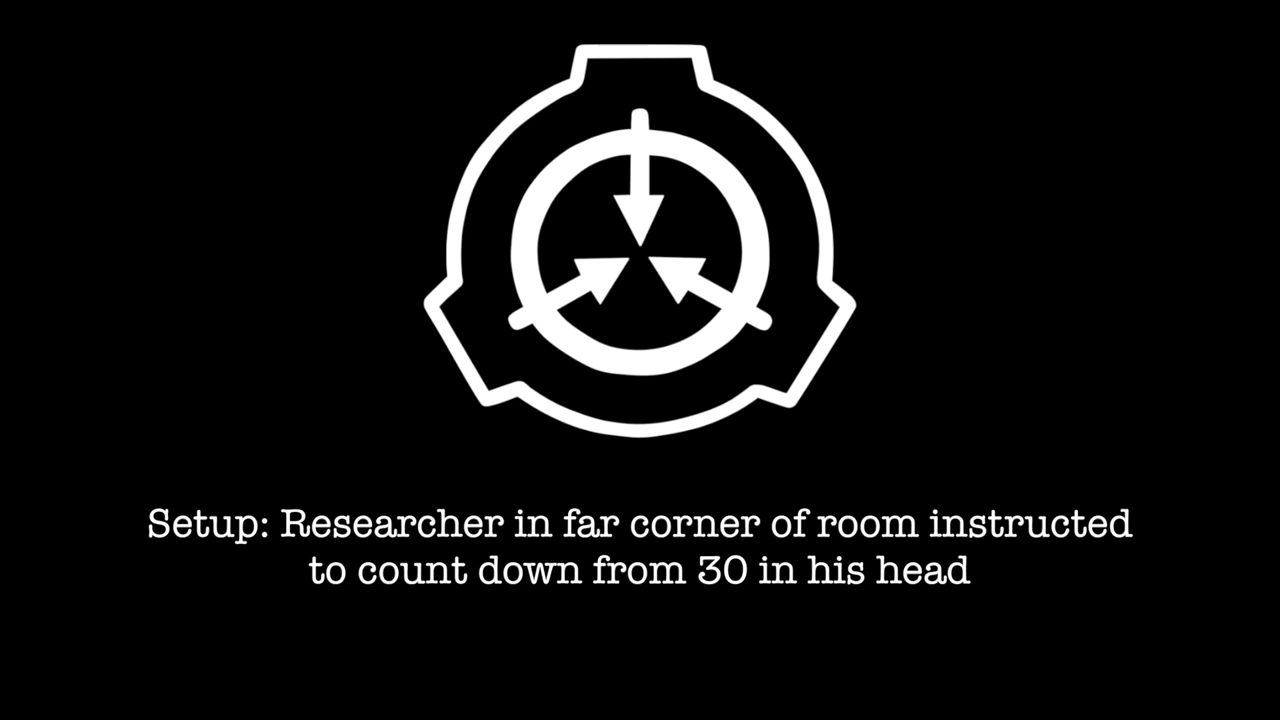 Setup: Researcher in far corner of room instructed
to count down from 30 in his head